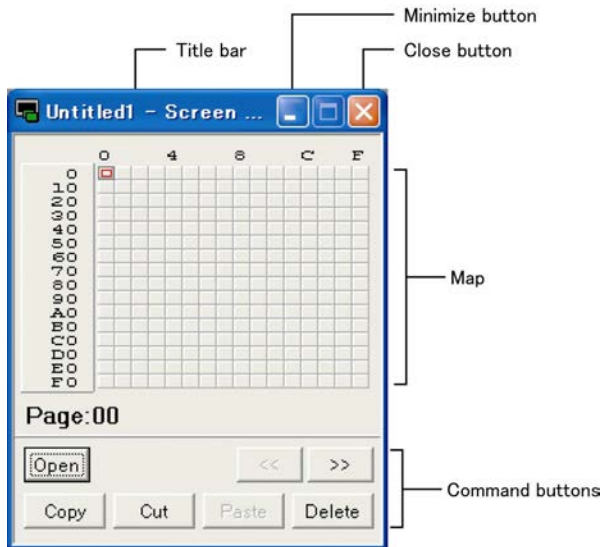 Minimize button
Title bar
Close button
Untitled1 - Screen ...
0 4 8 C F
0
10
20
30
40
50
60
70
80
90
A0
B0
C0
D0
E0
F0
Map
Page:00
Open << >>
Command buttons
Copy Cut Paste Delete